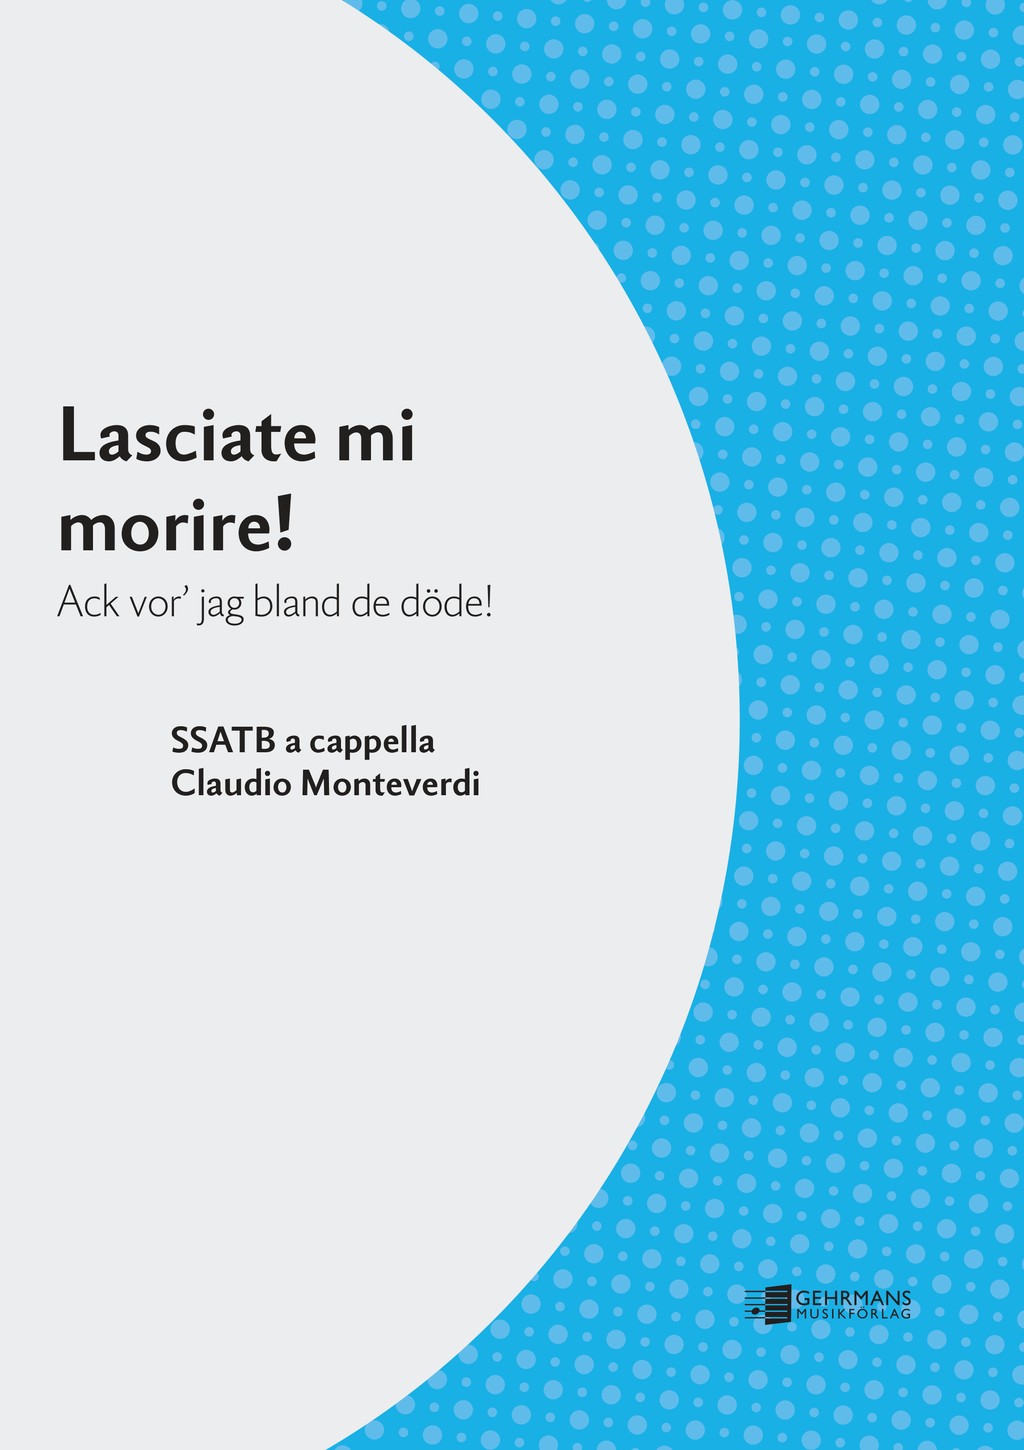 Lasciate mi
morire!
Ack vor’ jag bland de döde!
SSATB a cappella
Claudio Monteverdi
GEHRMANS
MUSIKFÖRLAG